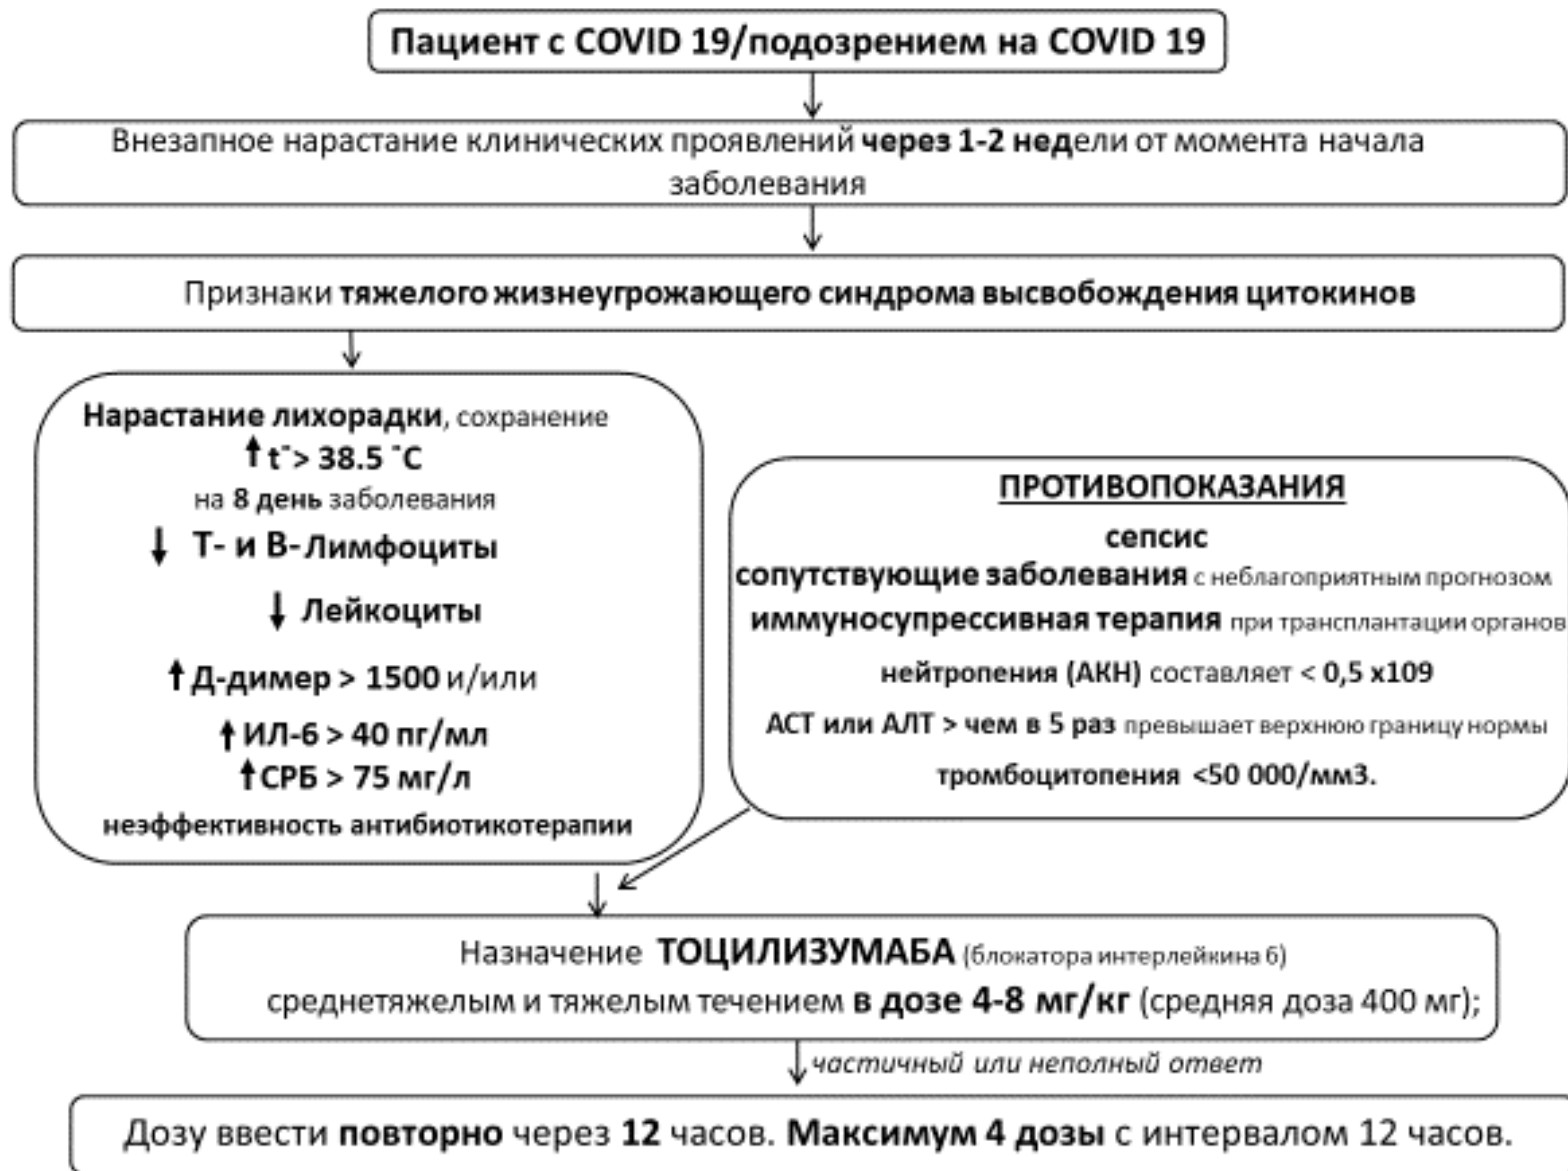 Пациент с COVID 19/подозрением на COVID 19
Внезапное нарастание клинических проявлений через 1-2 недели от момента начала
заболевания
Признаки тяжелого жизнеугрожающего синдрома высвобождения цитокинов
Нарастание лихорадки, сохранение
↑ t˜> 38.5 ˜C
на 8 день заболевания
↓ Т- и В- Лимфоциты
↓ Лейкоциты
↑ Д-димер > 1500 и/или
↑ ИЛ-6 > 40 пг/мл
↑ СРБ > 75 мг/л
неэффективность антибиотикотерапии
ПРОТИВОПОКАЗАНИЯ
сепсис
сопутствующие заболевания с неблагоприятным прогнозом
иммуносупрессивная терапия при трансплантации органов
нейтропения (АКН) составляет < 0,5 х109
АСТ или АЛТ > чем в 5 раз превышает верхнюю границу нормы
тромбоцитопения <50 000/мм3.
Назначение ТОЦИЛИЗУМАБА (блокатора интерлейкина 6)
среднетяжелым и тяжелым течением в дозе 4-8 мг/кг (средняя доза 400 мг);
частичный или неполный ответ
Дозу ввести повторно через 12 часов. Максимум 4 дозы с интервалом 12 часов.